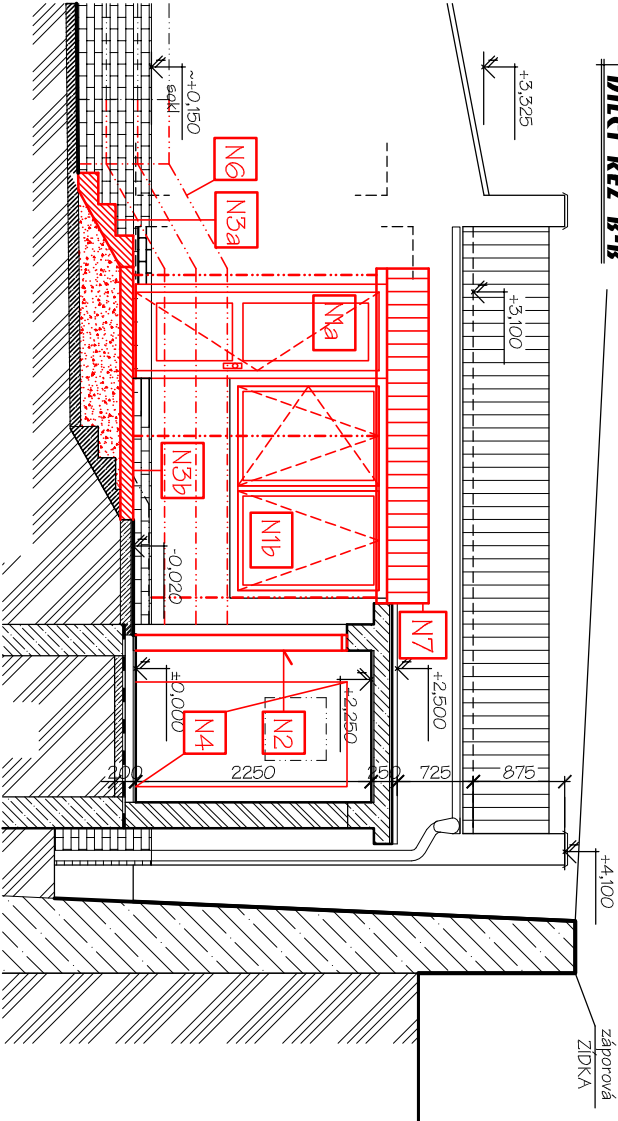 DÍLČÍ ŘEZ B-B
+3,325
~+0,150
sokl
N6
N3a
+3,100
N1a
N3b
N1b
-0,020
N7
+2,500
+2,250
±0,000
N2
N4
200
2250
250
725
875
+4,100
záporová
ZÍDKA